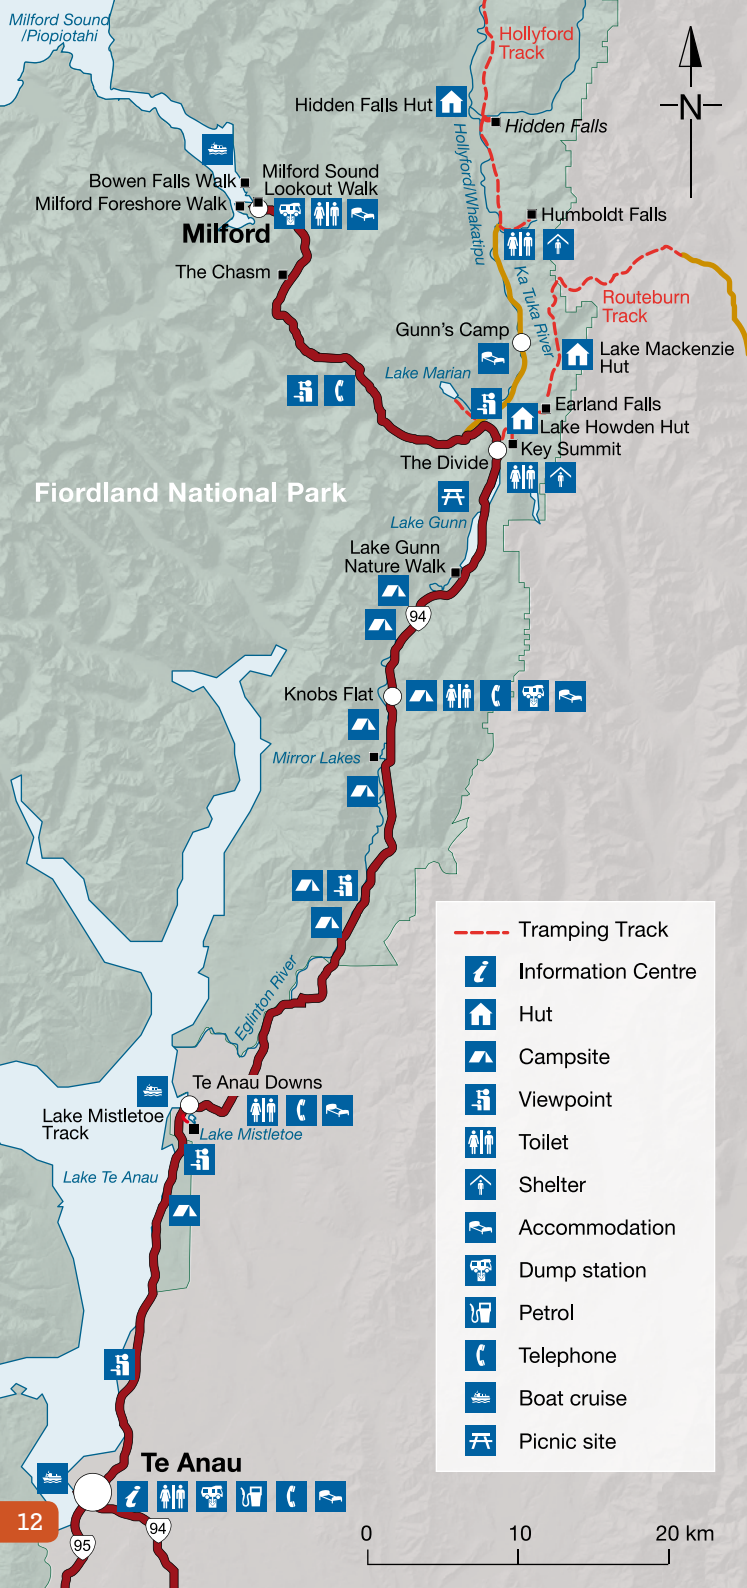 Milford Sound
/Piopiotahi
Hollyford
Track
Hidden Falls Hut
Hidden Falls
N
Hollyford/Whakatipu
Bowen Falls Walk
Milford Sound
Lookout Walk
Milford Foreshore Walk
Milford
Humboldt Falls
The Chasm
Ka Tuka River
Routeburn
Track
Gunn's Camp
Lake Mackenzie
Hut
Lake Marian
Earland Falls
Lake Howden Hut
Key Summit
The Divide
Fiordland National Park
Lake Gunn
Lake Gunn
Nature Walk
94
Knobs Flat
Mirror Lakes
Eglinton River
Te Anau Downs
Lake Mistletoe
Track
Lake Mistletoe
Lake Te Anau
Te Anau
12
95
94
Tramping Track
Information Centre
Hut
Campsite
Viewpoint
Toilet
Shelter
Accommodation
Dump station
Petrol
Telephone
Boat cruise
Picnic site
0 10 20 km